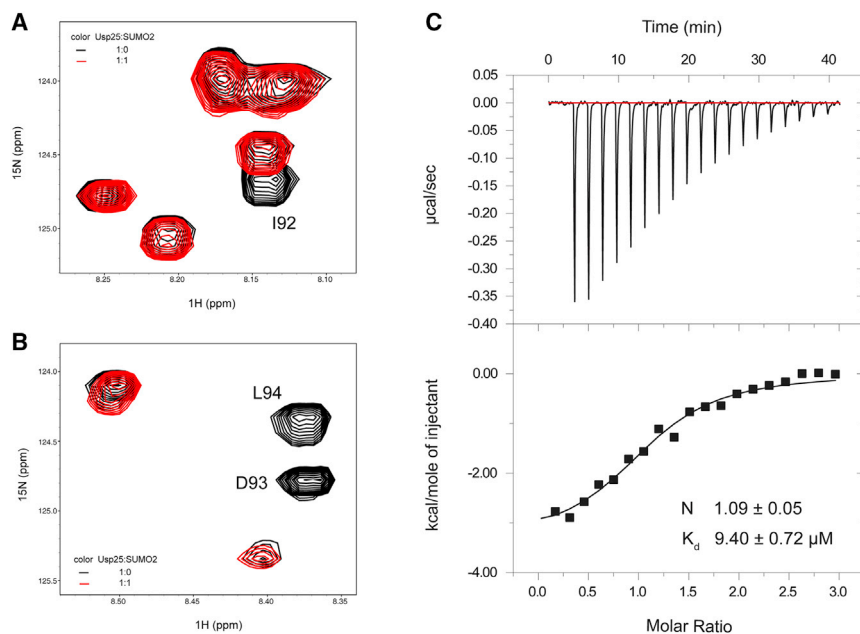 A
color Usp25:SUMO2
1:0
1:1
124.0
124.5
125.0
15N (ppm)
I92
8.25 8.20 8.15 8.10
1H (ppm)
B
124.0
124.5
125.0
125.5
15N (ppm)
L94
D93
color Usp25:SUMO2
1:0
1:1
8.50 8.45 8.40 8.35
1H (ppm)
C
Time (min)
0 10 20 30 40
0.05
0.00
-0.05
-0.10
-0.15
-0.20
-0.25
-0.30
-0.35
-0.40
µcal/sec
0.00
-2.00
-4.00
kcal/mole of injectant
N 1.09 ± 0.05
Kd 9.40 ± 0.72 µM
0.0 0.5 1.0 1.5 2.0 2.5 3.0
Molar Ratio